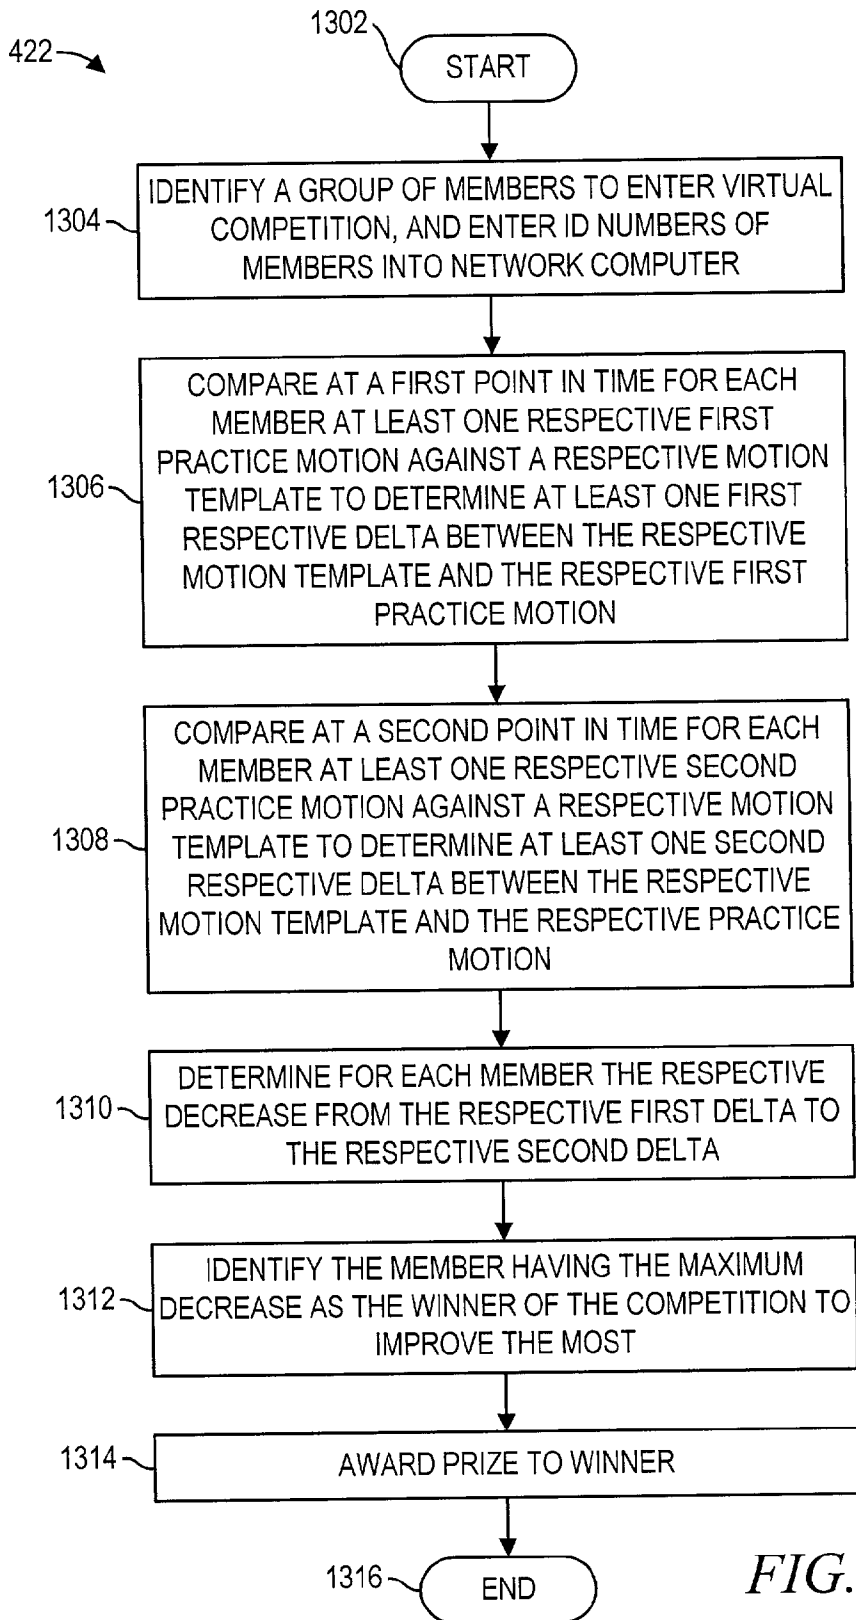 1302
START
422
1304
IDENTIFY A GROUP OF MEMBERS TO ENTER VIRTUAL
COMPETITION, AND ENTER ID NUMBERS OF
MEMBERS INTO NETWORK COMPUTER
1306
COMPARE AT A FIRST POINT IN TIME FOR EACH
MEMBER AT LEAST ONE RESPECTIVE FIRST
PRACTICE MOTION AGAINST A RESPECTIVE MOTION
TEMPLATE TO DETERMINE AT LEAST ONE FIRST
RESPECTIVE DELTA BETWEEN THE RESPECTIVE
MOTION TEMPLATE AND THE RESPECTIVE FIRST
PRACTICE MOTION
1308
COMPARE AT A SECOND POINT IN TIME FOR EACH
MEMBER AT LEAST ONE RESPECTIVE SECOND
PRACTICE MOTION AGAINST A RESPECTIVE MOTION
TEMPLATE TO DETERMINE AT LEAST ONE SECOND
RESPECTIVE DELTA BETWEEN THE RESPECTIVE
MOTION TEMPLATE AND THE RESPECTIVE PRACTICE
MOTION
1310
DETERMINE FOR EACH MEMBER THE RESPECTIVE
DECREASE FROM THE RESPECTIVE FIRST DELTA TO
THE RESPECTIVE SECOND DELTA
1312
IDENTIFY THE MEMBER HAVING THE MAXIMUM
DECREASE AS THE WINNER OF THE COMPETITION TO
IMPROVE THE MOST
1314
AWARD PRIZE TO WINNER
1316
END
FIG.